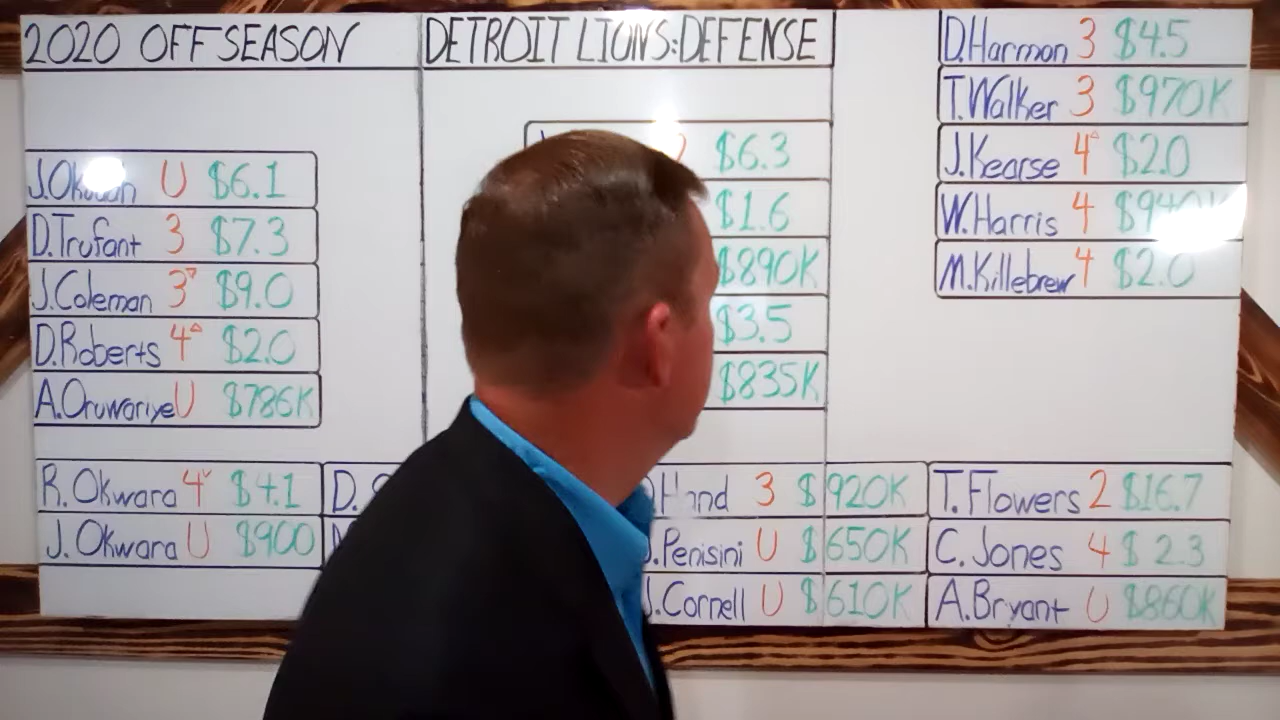 2020 OFFSEASON
DETROIT LIONS: DEFENSE
J. U $6.1
D.Trufant 3 $7.3
J.Coleman 3˅ $9.0
D.Roberts 4^ $2.0
A.Oruwariye U $786K
$6.3
$1.6
$890K
$3.5
$835K
D.Harmon 3 $4.5
T.Walker 3 $970K
J.Kearse 4^ $2.0
W.Harris 4
M.Killebrew 4 $2.0
R.Okwara 4˅ $4.1
J.Okwara U $900
D.
Hand 3 $920K
J.Penisini U $650K
J.Cornell U $610K
T.Flowers 2 $16.7
C.Jones 4 $2.3
A.Bryant U $860K